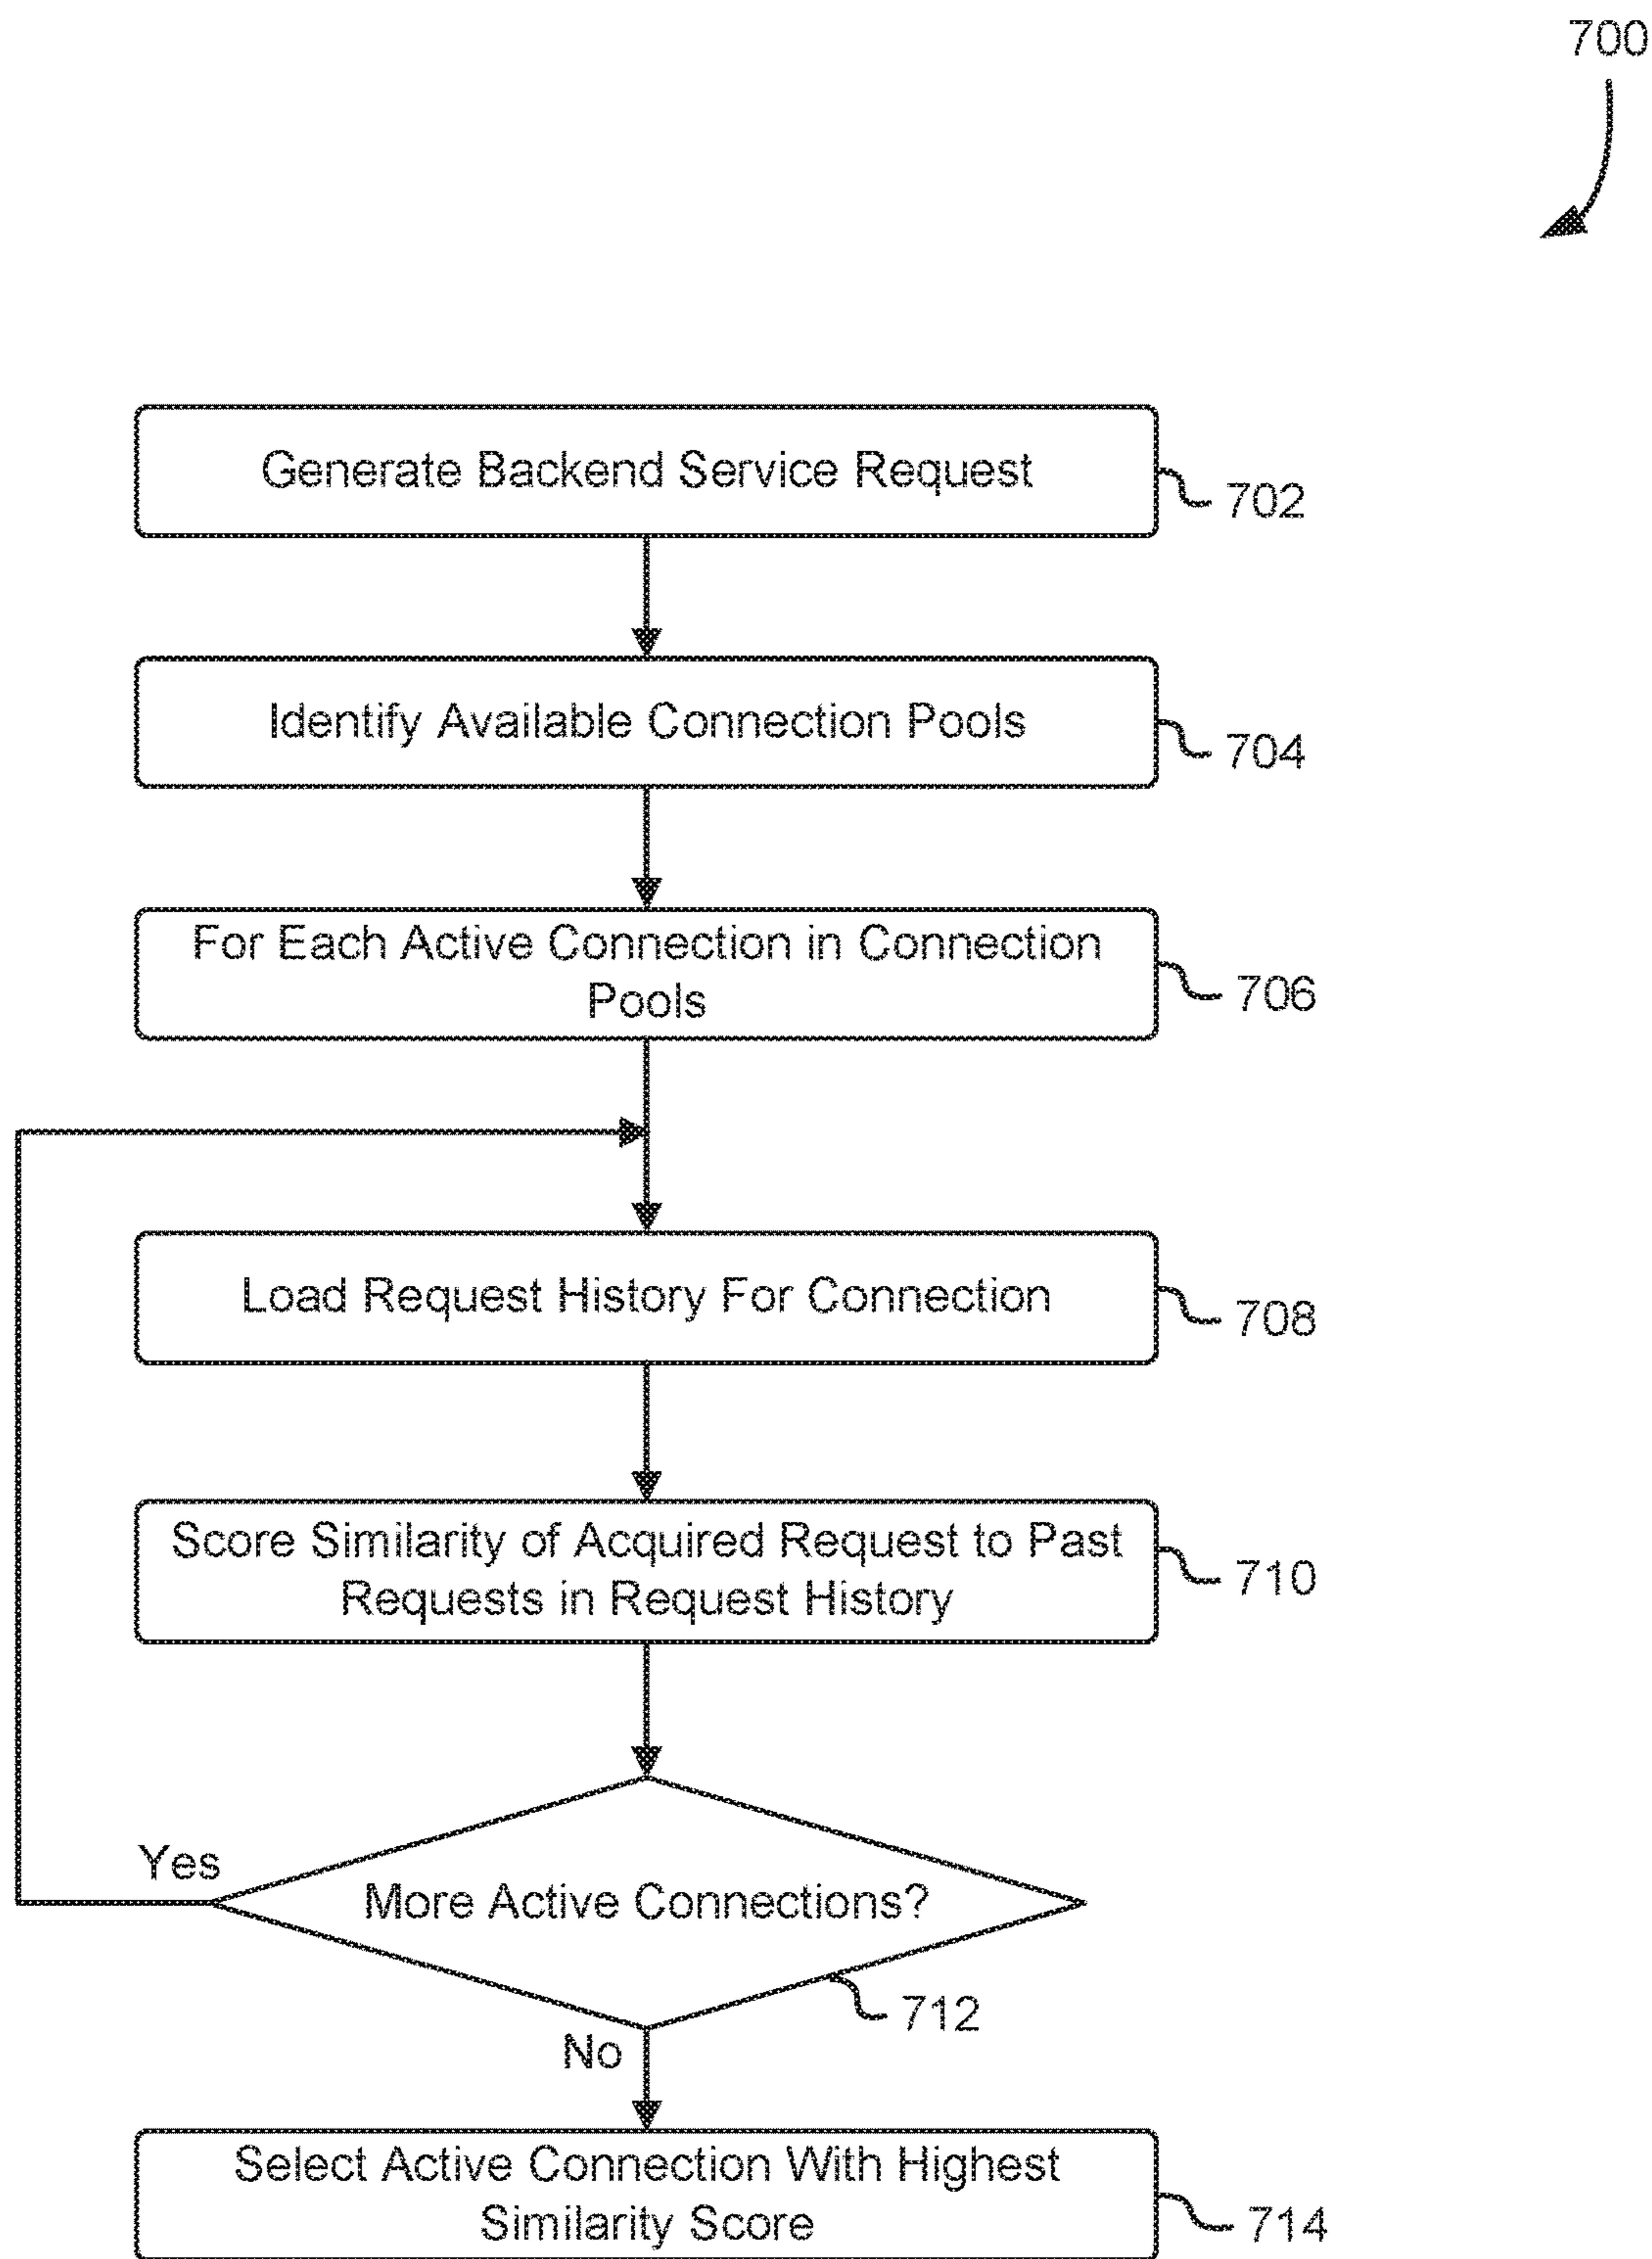 700
Generate Backend Service Request
702
Identify Available Connection Pools
704
For Each Active Connection in Connection
Pools
706
Load Request History For Connection
708
Score Similarity of Acquired Request to Past
Requests in Request History
710
Yes
More Active Connections?
712
No
Select Active Connection With Highest
Similarity Score
714